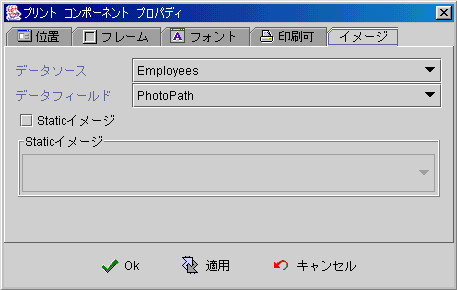 プリント コンポーネント プロパティ
位置 フレーム フォント 印刷可 イメージ
データソース Employees
データフィールド PhotoPath
Staticイメージ
Staticイメージ
Ok 適用 キャンセル